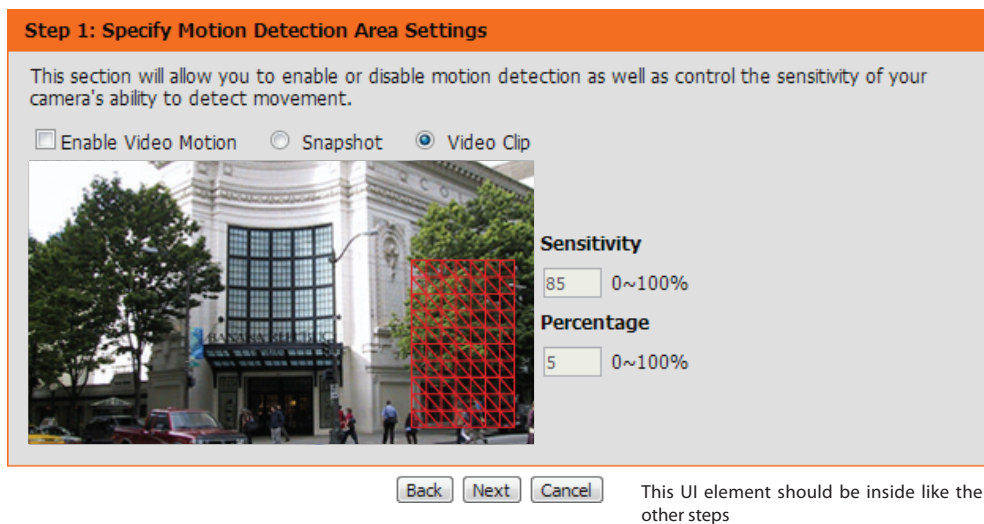 Step 1: Specify Motion Detection Area Settings
This section will allow you to enable or disable motion detection as well as control the sensitivity of your
camera's ability to detect movement.
Enable Video Motion Snapshot Video Clip
Sensitivity
85 0~100%
Percentage
5 0~100%
Back Next Cancel
This UI element should be inside like the
other steps